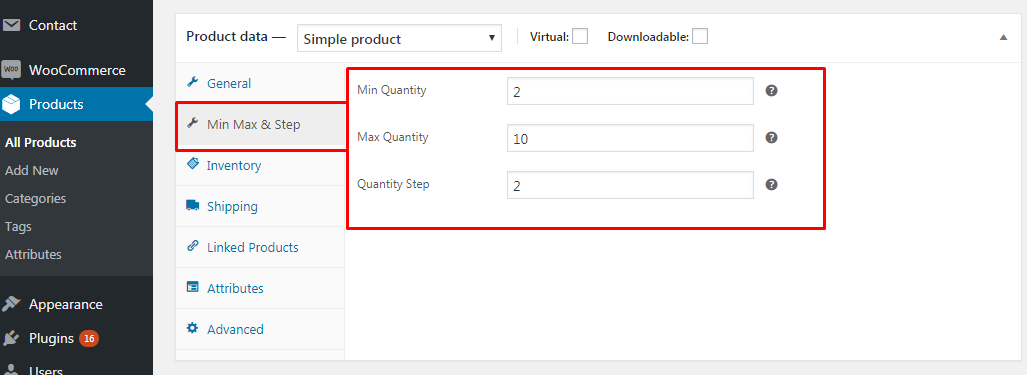 Contact
WOO WooCommerce
Products
All Products
Add New
Categories
Tags
Attributes
Appearance
Plugins 16
Users
Product data — Simple product Virtual: Downloadable:
General
Min Max & Step
Inventory
Shipping
Linked Products
Attributes
Advanced
Min Quantity 2 ?
Max Quantity 10 ?
Quantity Step 2 ?